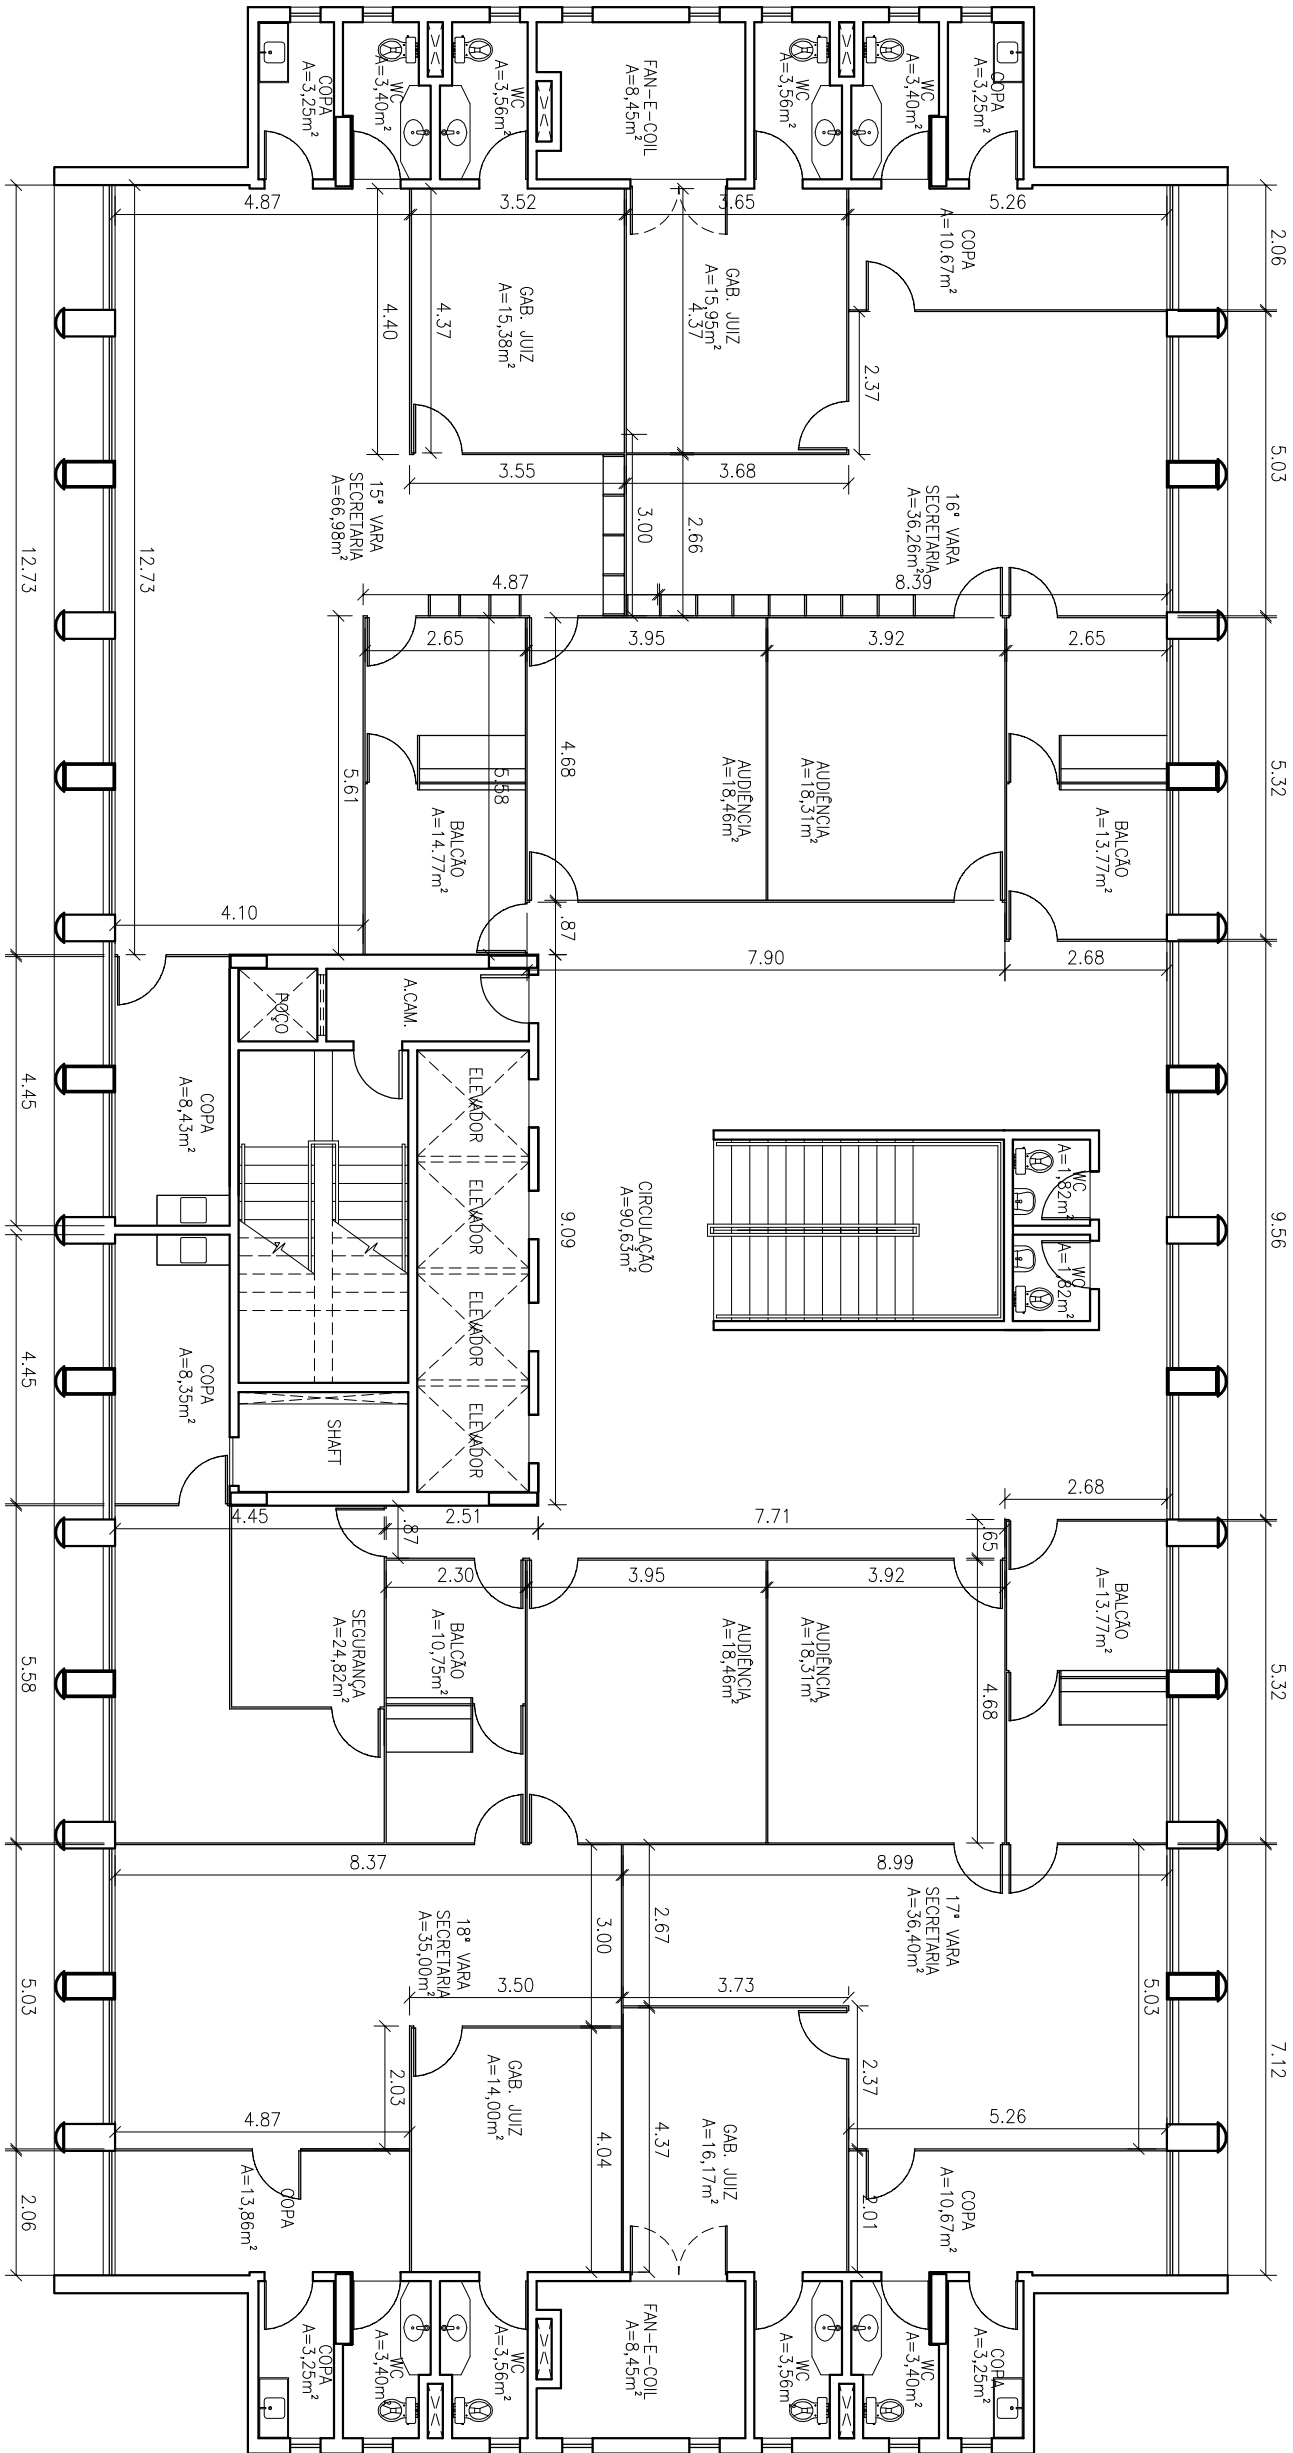 COPA
A=3,25m²
WC
A=3,40m²
WC
A=3,56m²
FAN-E-COIL
A=8,45m²
WC
A=3,56m²
WC
A=3,40m²
COPA
A=3,25m²
4.87
3.52
3.65
5.26
2.06
COPA
A=10.67m²
GAB. JUIZ
A=15,95m²
4.37
GAB. JUIZ
A=15,38m²
4.37
4.40
2.37
3.55
3.68
5.03
15ª VARA
SECRETARIA
A=66,98m²
16ª VARA
SECRETARIA
A=36,26m²
3.00
2.66
12.73
12.73
4.87
8.39
2.65
3.95
3.92
2.65
5.61
5.58
4.68
5.32
BALCÃO
A=14.77m²
AUDIÊNCIA
A=18,46m²
AUDIÊNCIA
A=18,31m²
BALCÃO
A=13.77m²
4.10
.87
7.90
2.68
POÇO
A.CAM.
COPA
A=8,43m²
4.45
ELEVADOR
ELEVADOR
ELEVADOR
ELEVADOR
CIRCULAÇÃO
A=90,63m²
9.09
9.56
WC
A=1,82m²
WC
A=1,82m²
COPA
A=8,35m²
4.45
SHAFT
2.68
4.45
2.51
7.71
.87
.65
2.30
3.95
3.92
SEGURANÇA
A=24,82m²
BALCÃO
A=10,75m²
AUDIÊNCIA
A=18,46m²
AUDIÊNCIA
A=18,31m²
BALCÃO
A=13.77m²
5.58
4.68
5.32
8.37
8.99
18ª VARA
SECRETARIA
A=35,00m²
17ª VARA
SECRETARIA
A=36,40m²
3.00
2.67
3.50
3.73
5.03
5.03
7.12
2.03
GAB. JUIZ
A=14,00m²
4.04
4.37
GAB. JUIZ
A=16,17m²
2.37
4.87
5.26
COPA
A=13,86m²
2.01
COPA
A=10,67m²
2.06
COPA
A=3,25m²
WC
A=3,40m²
WC
A=3,56m²
FAN-E-COIL
A=8,45m²
WC
A=3,56m²
WC
A=3,40m²
COPA
A=3,25m²